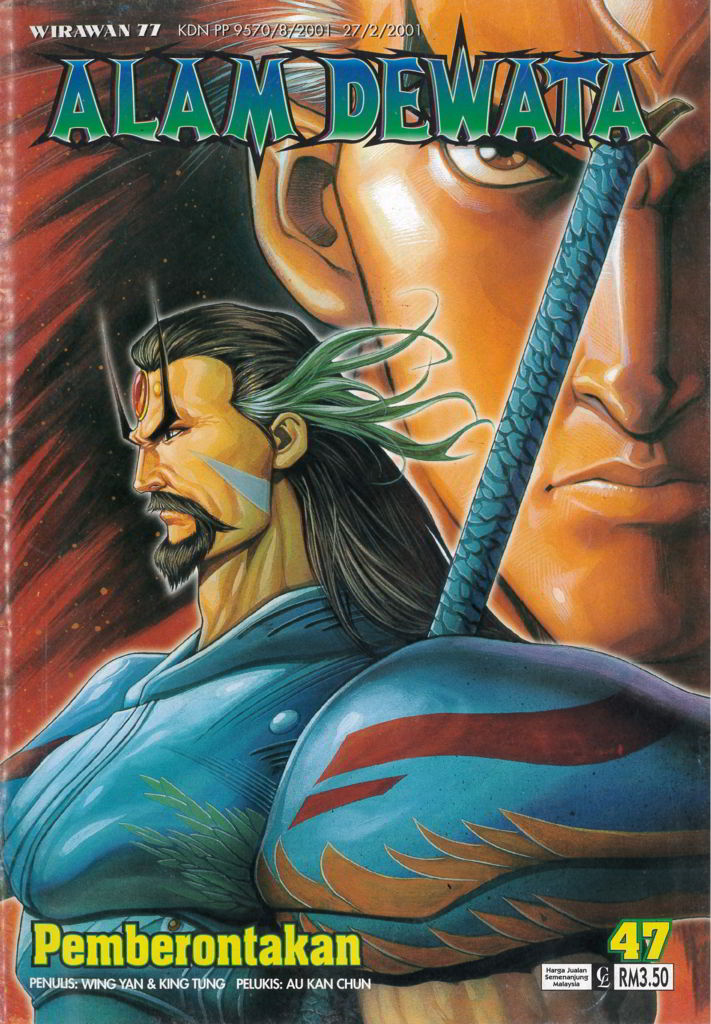 WIRAWAN 77 KDN PP 9570/8/2001 27/2/2001
ALAM DEWATA
Pemberontakan
47
PENULIS: WING YAN & KING TUNG PELUKIS: AU KAN CHUN
Harga Jualan
Semenanjung
Malaysia
RM3.50